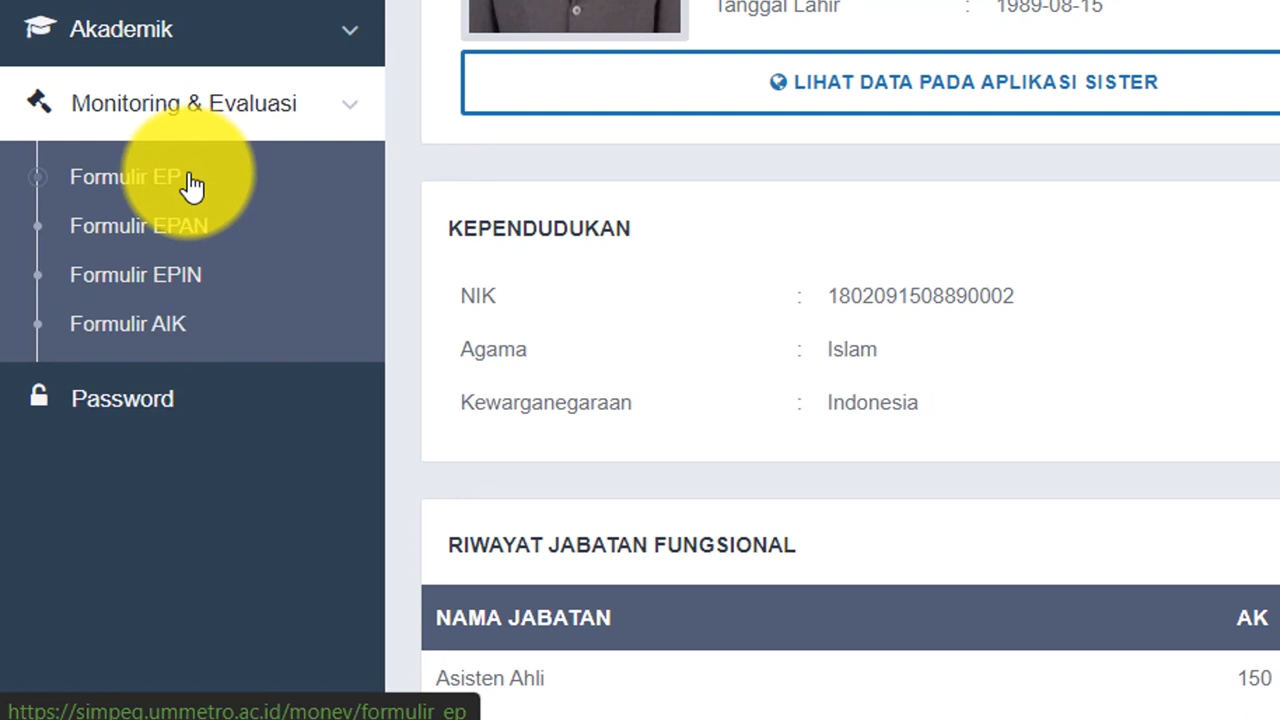 Akademik
Monitoring & Evaluasi
Formulir EP
Formulir EPAN
Formulir EPIN
Formulir AIK
Password
Tanggal Lahir : 1989-08-15
LIHAT DATA PADA APLIKASI SISTER
KEPENDUDUKAN
NIK : 1802091508890002
Agama : Islam
Kewarganegaraan : Indonesia
RIWAYAT JABATAN FUNGSIONAL
NAMA JABATAN AK
Asisten Ahli 150
https://simpeg.ummetro.ac.id/monev/formulir_ep